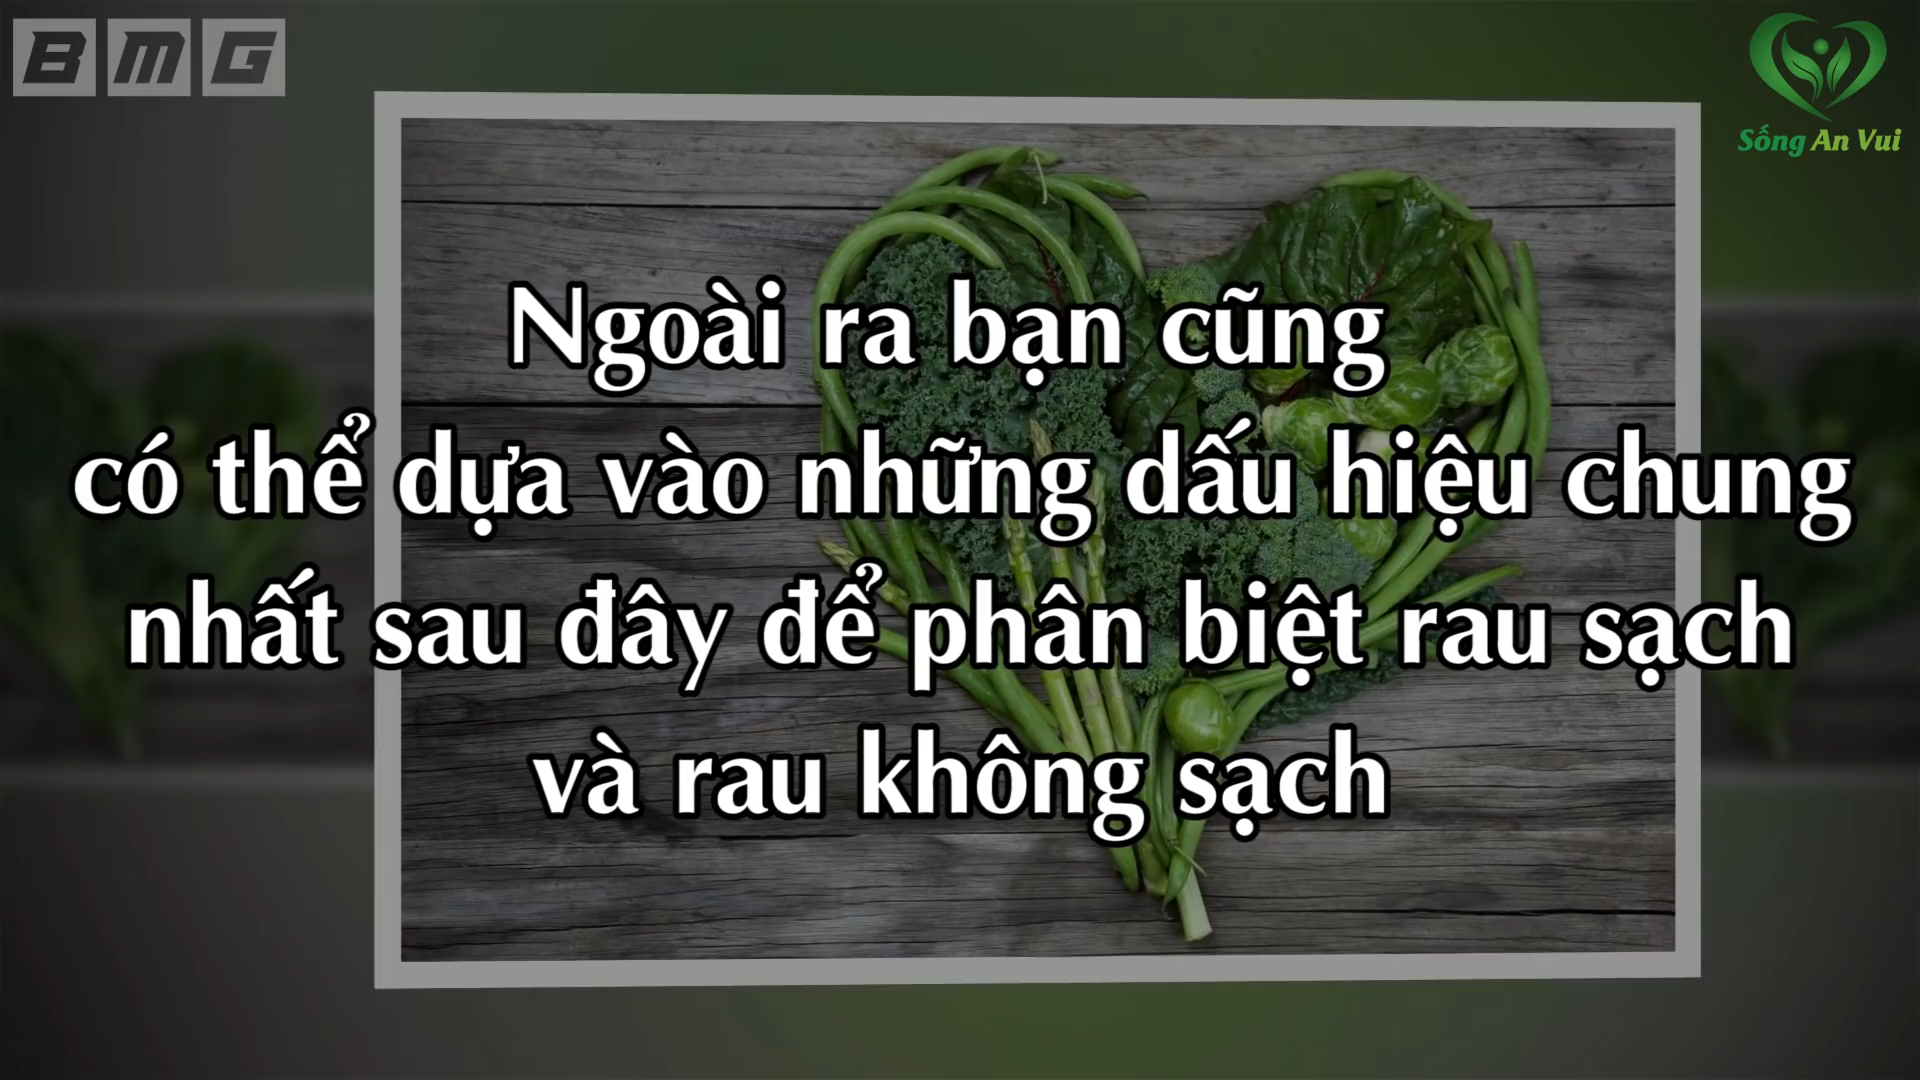 BMG
Sống An Vui
Ngoài ra bạn cũng
có thể dựa vào những dấu hiệu chung
nhất sau đây để phân biệt rau sạch
và rau không sạch